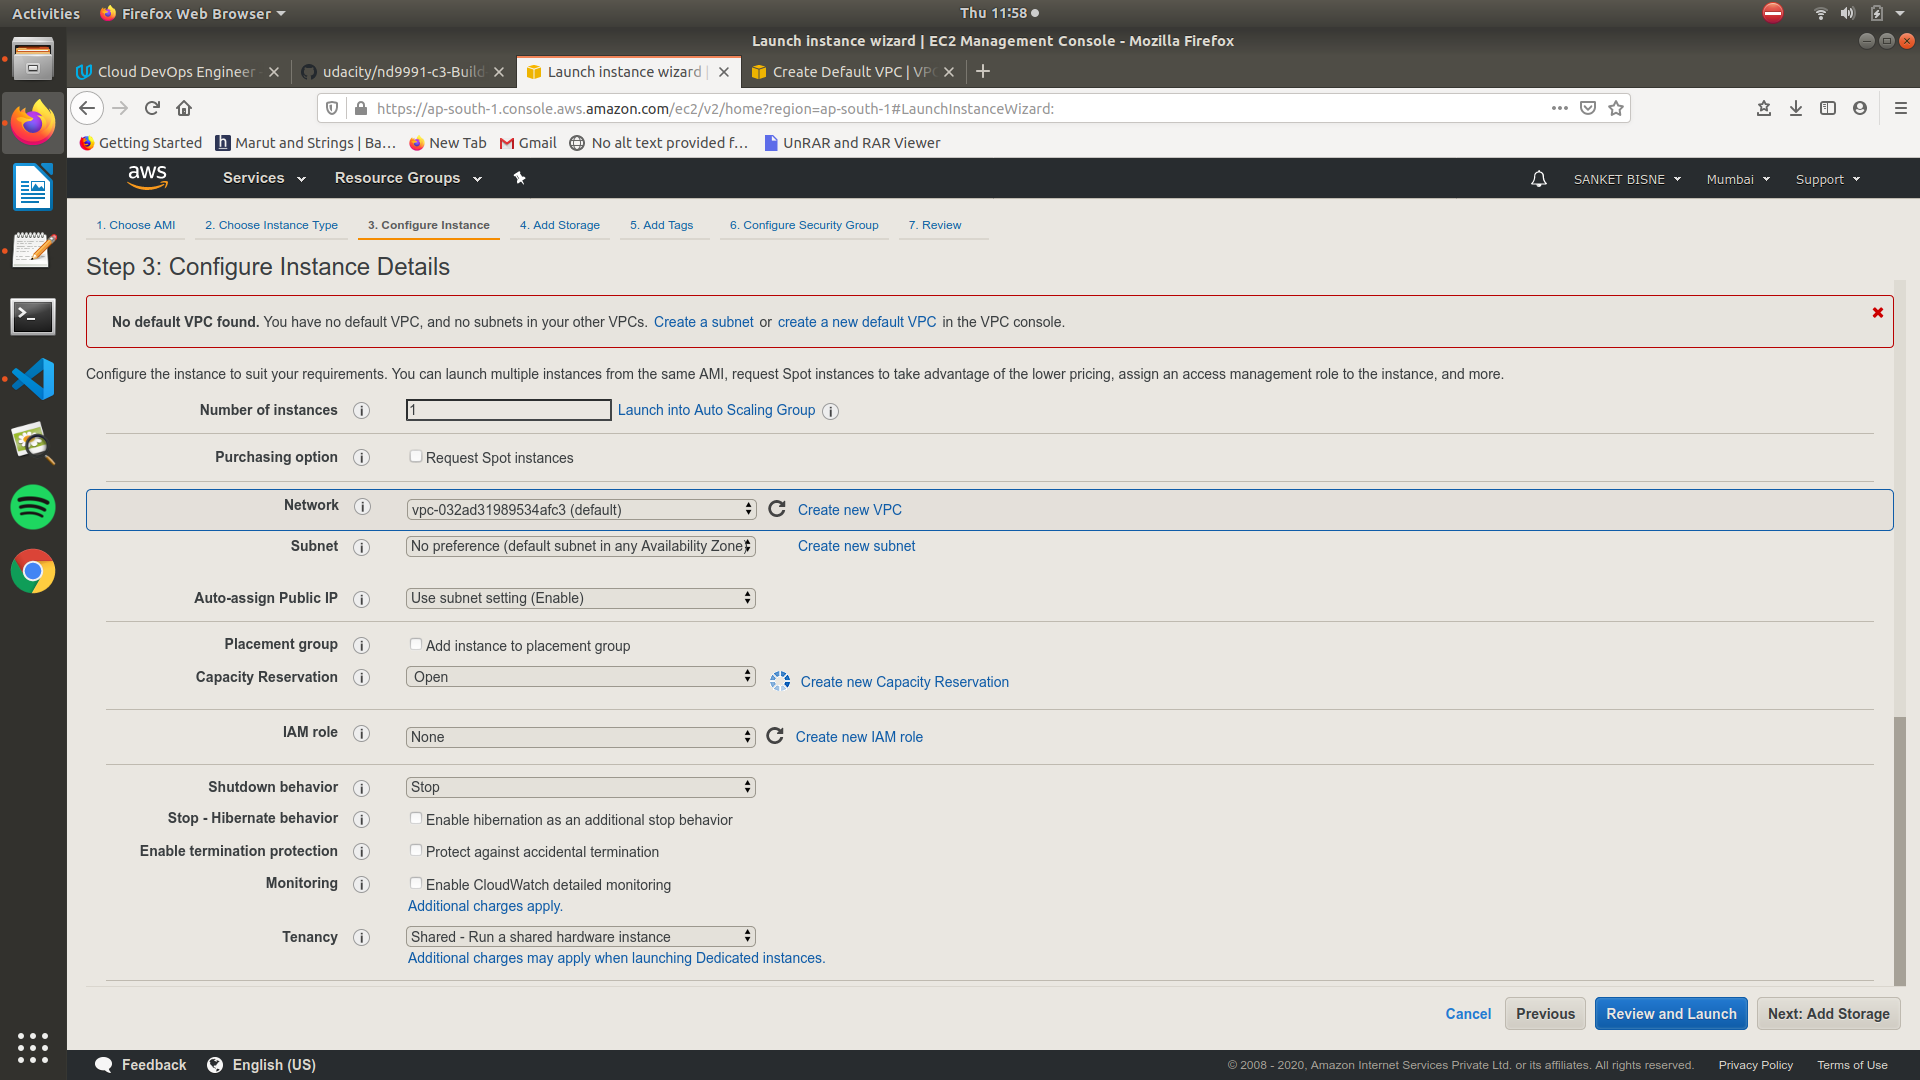 Activities Firefox Web Browser Thu 11:58
Launch instance wizard | EC2 Management Console - Mozilla Firefox
Cloud DevOps Engineer udacity/nd9991-c3-Build Launch instance wizard | Create Default VPC | VPC
https://ap-south-1.console.aws.amazon.com/ec2/v2/home?region=ap-south-1#LaunchInstanceWizard:
Getting Started Marut and Strings | Ba... New Tab Gmail No alt text provided f... UnRAR and RAR Viewer
aws Services Resource Groups SANKET BISNE Mumbai Support
1. Choose AMI 2. Choose Instance Type 3. Configure Instance 4. Add Storage 5. Add Tags 6. Configure Security Group 7. Review
Step 3: Configure Instance Details
No default VPC found. You have no default VPC, and no subnets in your other VPCs. Create a subnet or create a new default VPC in the VPC console.
Configure the instance to suit your requirements. You can launch multiple instances from the same AMI, request Spot instances to take advantage of the lower pricing, assign an access management role to the instance, and more.
Number of instances 1 Launch into Auto Scaling Group
Purchasing option Request Spot instances
Network vpc-032ad31989534afc3 (default) Create new VPC
Subnet No preference (default subnet in any Availability Zone) Create new subnet
Auto-assign Public IP Use subnet setting (Enable)
Placement group Add instance to placement group
Capacity Reservation Open Create new Capacity Reservation
IAM role None Create new IAM role
Shutdown behavior Stop
Stop - Hibernate behavior Enable hibernation as an additional stop behavior
Enable termination protection Protect against accidental termination
Monitoring Enable CloudWatch detailed monitoring
Additional charges apply.
Tenancy Shared - Run a shared hardware instance
Additional charges may apply when launching Dedicated instances.
Cancel Previous Review and Launch Next: Add Storage
Feedback English (US) © 2008 - 2020, Amazon Internet Services Private Ltd. or its affiliates. All rights reserved. Privacy Policy Terms of Use